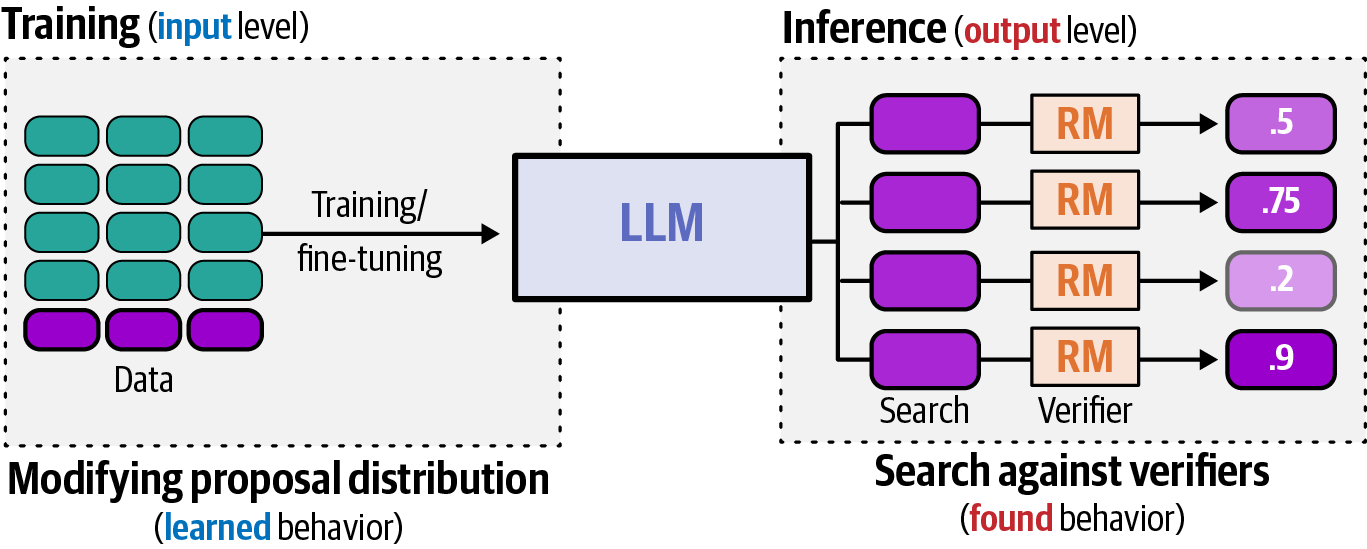 Training (input level)
Data
Training/
fine-tuning
Modifying proposal distribution
(learned behavior)
LLM
Inference (output level)
RM
.5
RM
.75
RM
.2
RM
.9
Search
Verifier
Search against verifiers
(found behavior)